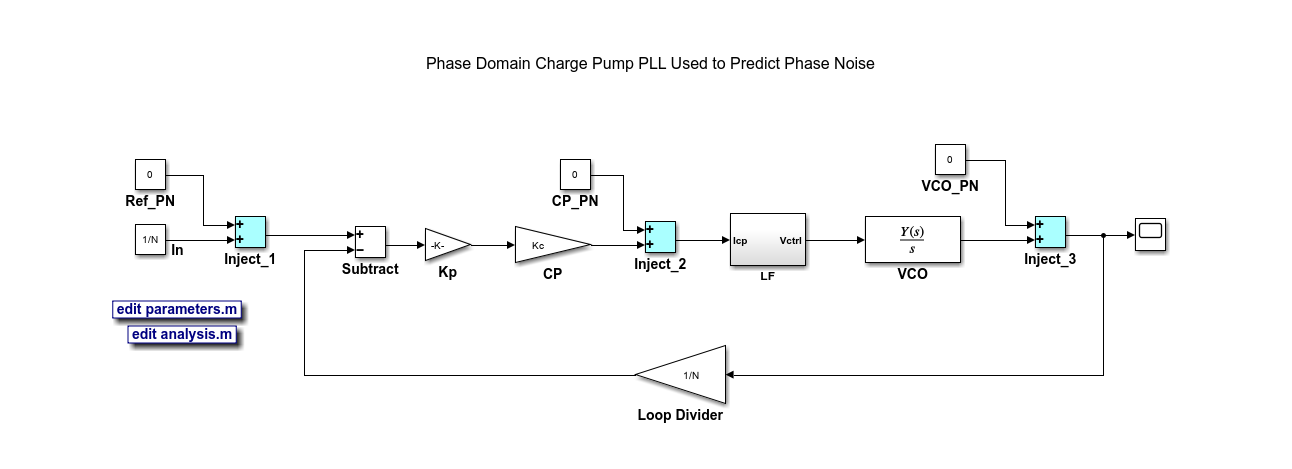 Phase Domain Charge Pump PLL Used to Predict Phase Noise
0
Ref_PN
1/N
In
+
+
Inject_1
+
−
Subtract
-K-
Kp
Kc
CP
0
CP_PN
+
+
Inject_2
Icp
Vctrl
LF
Y(s)
s
VCO
0
VCO_PN
+
+
Inject_3
edit parameters.m
edit analysis.m
1/N
Loop Divider